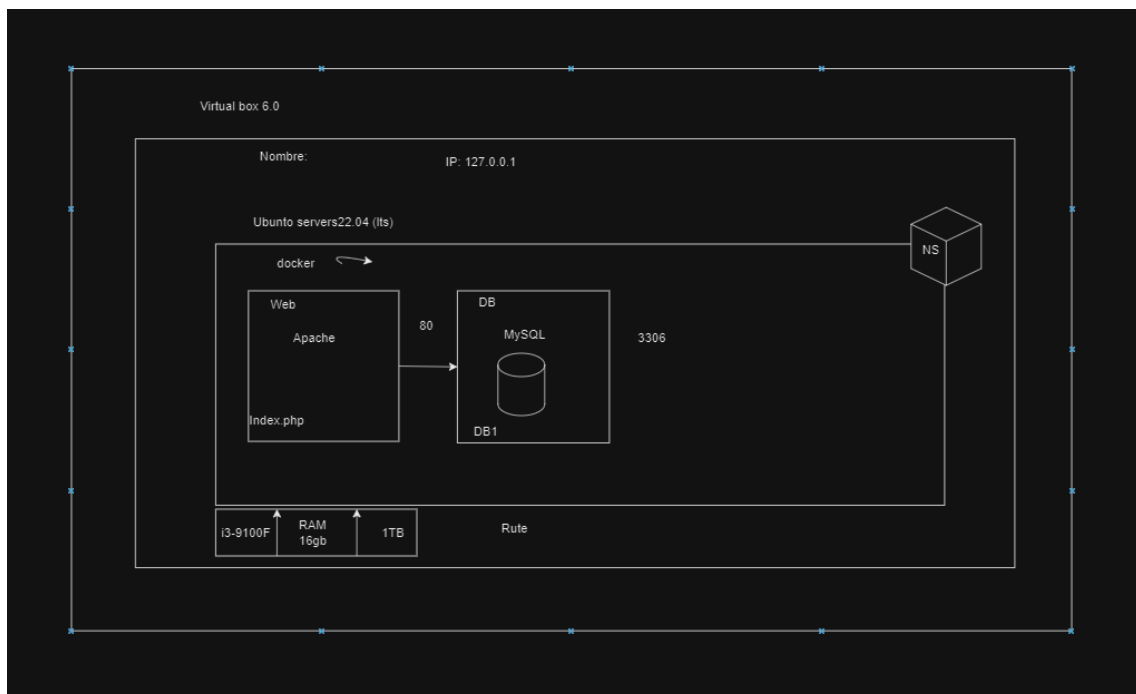 Virtual box 6.0
Nombre:
IP: 127.0.0.1
Ubunto servers22.04 (lts)
NS
docker
Web
Apache
Index.php
80
DB
MySQL
DB1
3306
i3-9100F
RAM
16gb
1TB
Rute